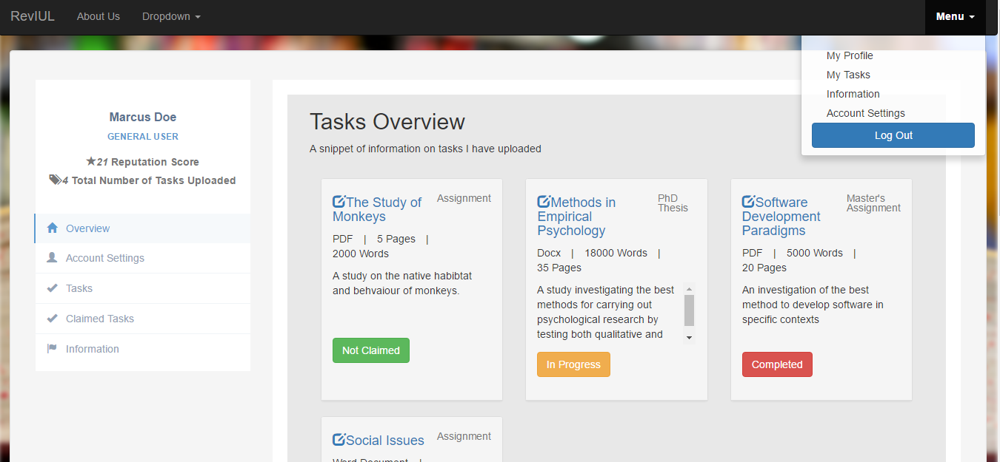 RevIUL About Us Dropdown Menu
My Profile
My Tasks
Information
Account Settings
Log Out
Marcus Doe
GENERAL USER
21 Reputation Score
4 Total Number of Tasks Uploaded
Overview
Account Settings
Tasks
Claimed Tasks
Information
Tasks Overview
A snippet of information on tasks I have uploaded
The Study of
Monkeys
Assignment
PDF | 5 Pages |
2000 Words
A study on the native habibtat
and behvaiour of monkeys.
Not Claimed
Methods in
Empirical
Psychology
PhD
Thesis
Docx | 18000 Words |
35 Pages
A study investigating the best
methods for carrying out
psychological research by
testing both qualitative and
In Progress
Software
Development
Paradigms
Master's
Assignment
PDF | 5000 Words |
20 Pages
An investigation of the best
method to develop software in
specific contexts
Completed
Social Issues
Assignment
Word Document |